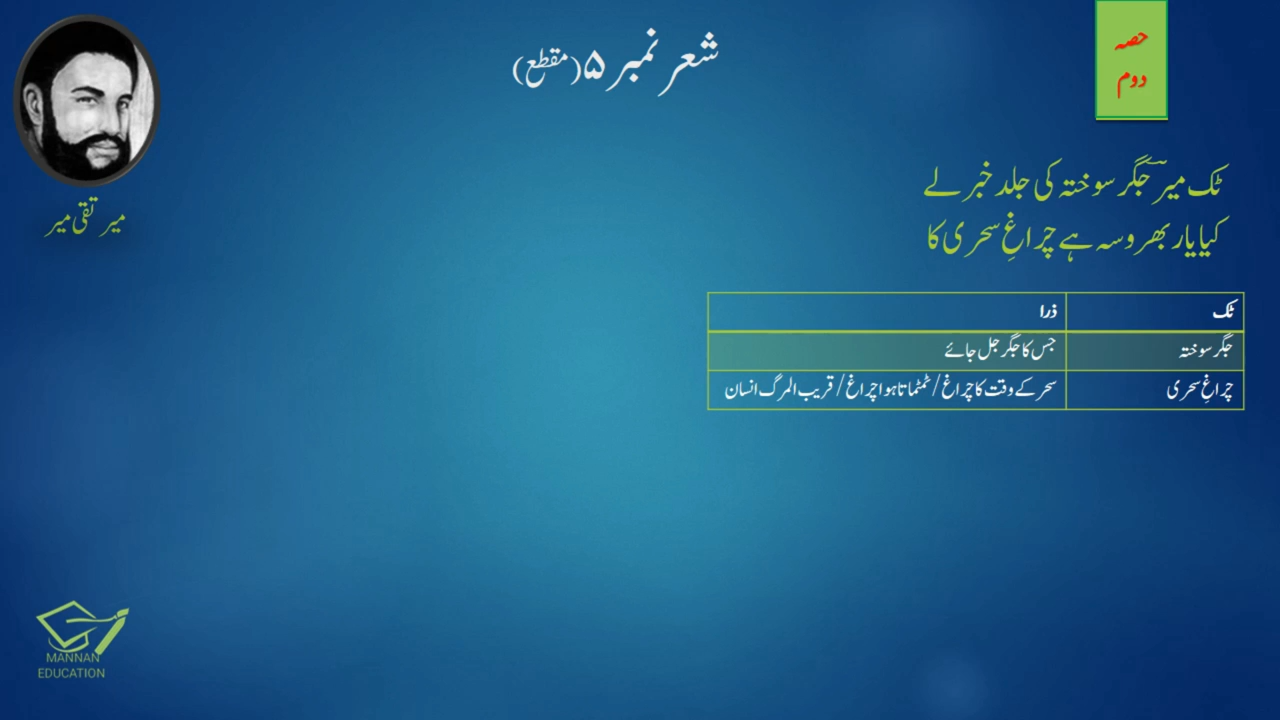 حصہ
دوم
شعر نمبر ۵ (مقطع)
میر تقی میر
ٹک میرؔ جگر سوختہ کی جلد خبر لے
کیا یار بھروسہ ہے چراغِ سحری کا
ٹک ذرا
جگر سوختہ جس کا جگر جل جائے
چراغِ سحری سحر کے وقت کا چراغ / ٹمٹماتا ہوا چراغ / قریب المرگ انسان
MANNAN
EDUCATION